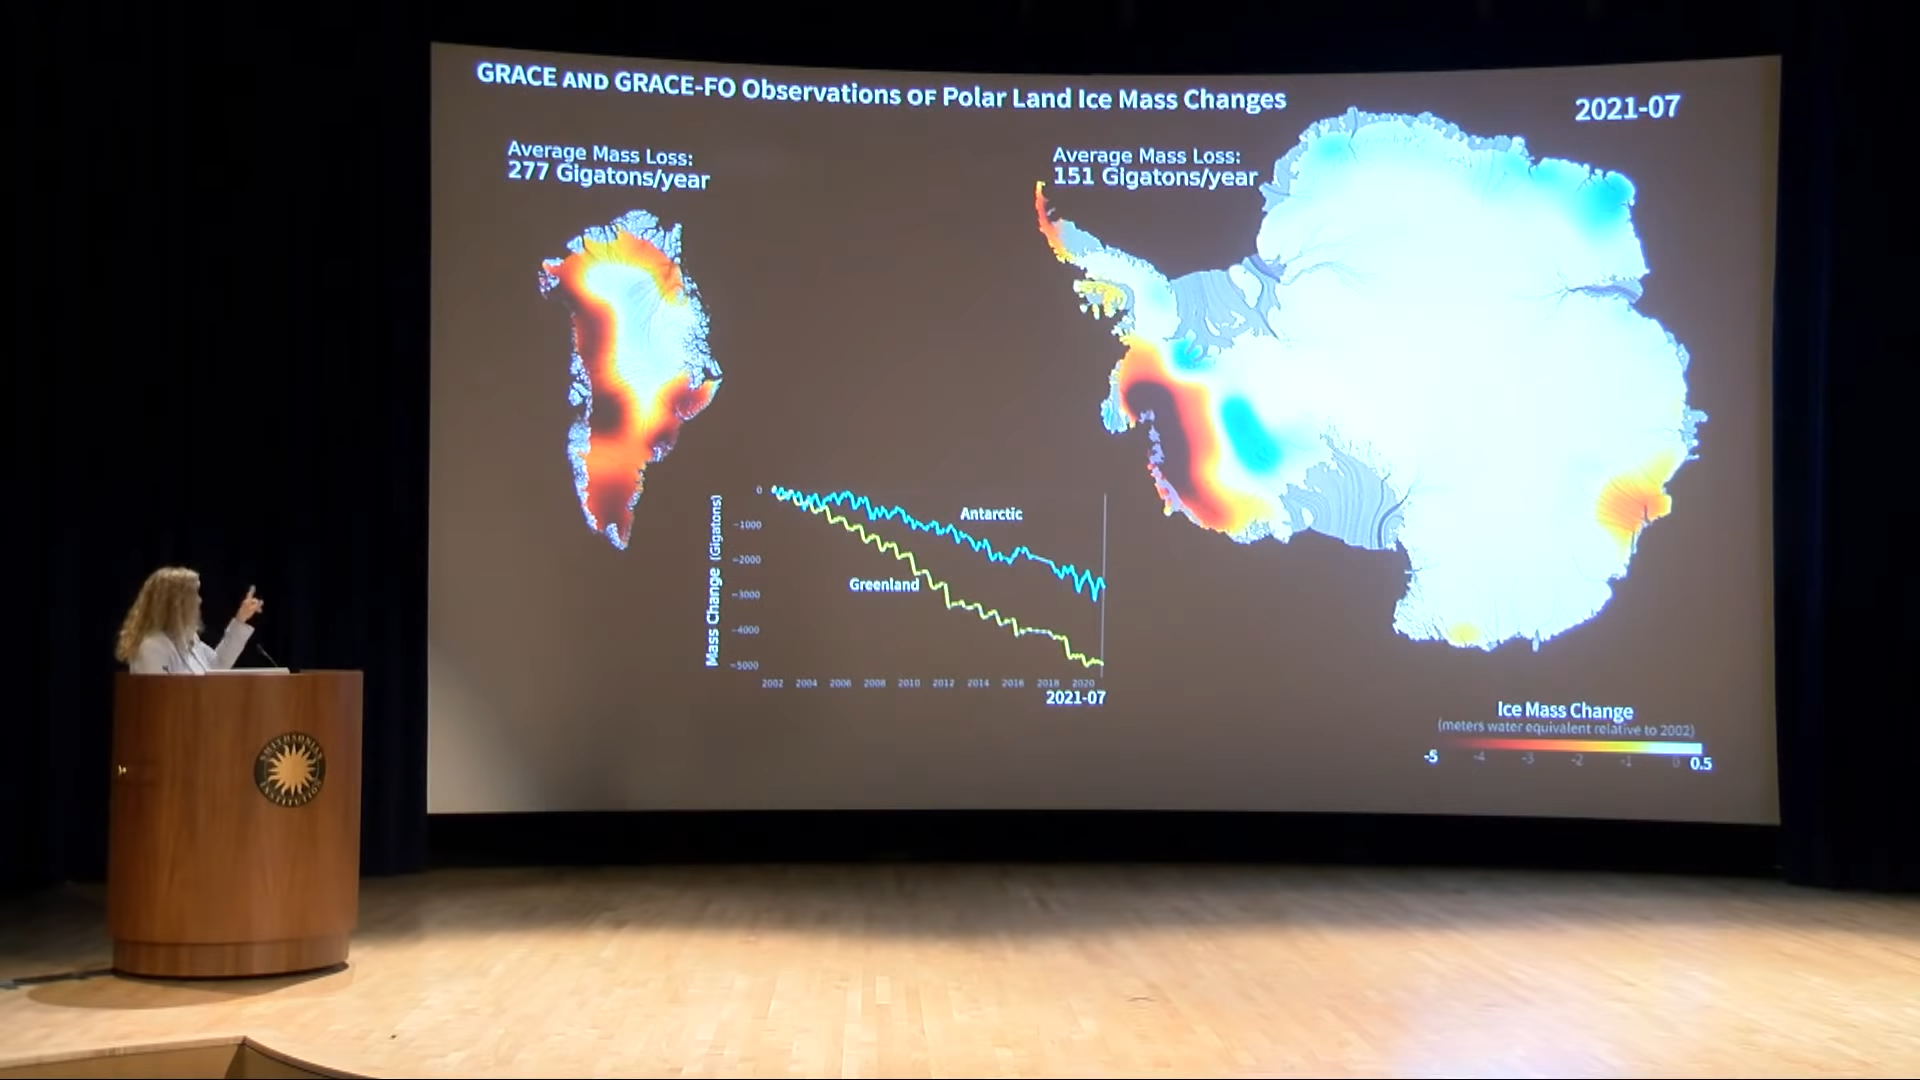 GRACE AND GRACE-FO Observations OF Polar Land Ice Mass Changes
2021-07
Average Mass Loss:
277 Gigatons/year
Average Mass Loss:
151 Gigatons/year
Mass Change (Gigatons)
0
-1000
-2000
-3000
-4000
-5000
Antarctic
Greenland
2002 2004 2006 2008 2010 2012 2014 2016 2018 2020
2021-07
Ice Mass Change
(meters water equivalent relative to 2002)
-5 -4 -3 -2 -1 0 0.5
SMITHSONIAN
INSTITUTION